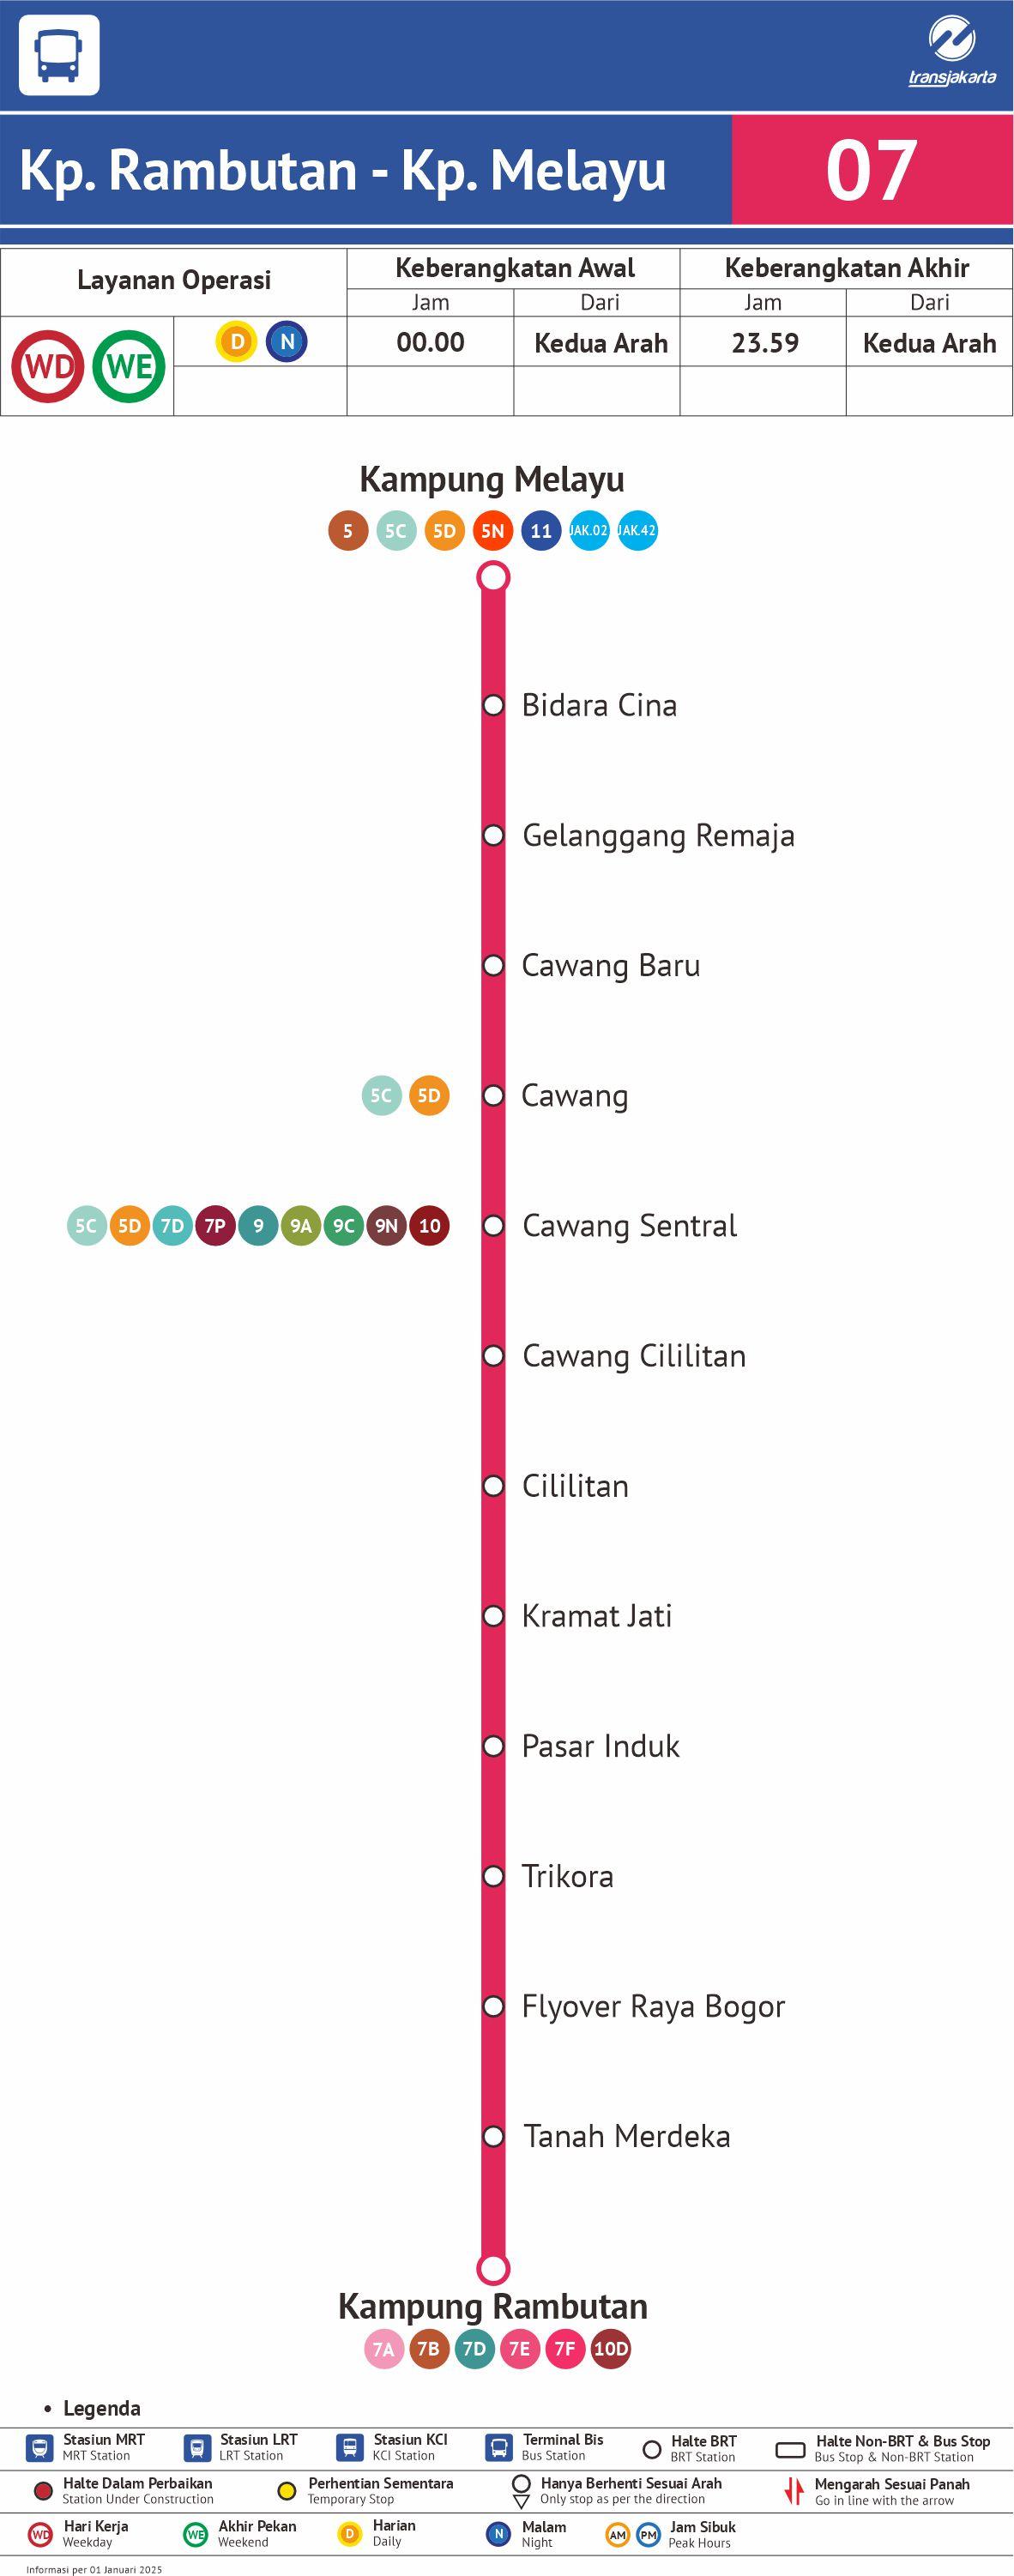 transjakarta
Kp. Rambutan - Kp. Melayu
07
Layanan Operasi
Keberangkatan Awal
Keberangkatan Akhir
Jam
Dari
Jam
Dari
WD
WE
D
N
00.00
Kedua Arah
23.59
Kedua Arah
Kampung Melayu
5 5C 5D 5N 11 JAK.02 JAK.42
Bidara Cina
Gelanggang Remaja
Cawang Baru
5C 5D Cawang
5C 5D 7D 7P 9 9A 9C 9N 10 Cawang Sentral
Cawang Cililitan
Cililitan
Kramat Jati
Pasar Induk
Trikora
Flyover Raya Bogor
Tanah Merdeka
Kampung Rambutan
7A 7B 7D 7E 7F 10D
• Legenda
Stasiun MRT
MRT Station
Stasiun LRT
LRT Station
Stasiun KCI
KCI Station
Terminal Bis
Bus Station
Halte BRT
BRT Station
Halte Non-BRT & Bus Stop
Bus Stop & Non-BRT Station
Halte Dalam Perbaikan
Station Under Construction
Perhentian Sementara
Temporary Stop
Hanya Berhenti Sesuai Arah
Only stop as per the direction
Mengarah Sesuai Panah
Go in line with the arrow
WD
Hari Kerja
Weekday
WE
Akhir Pekan
Weekend
D
Harian
Daily
N
Malam
Night
AM PM
Jam Sibuk
Peak Hours
Informasi per 01 Januari 2025